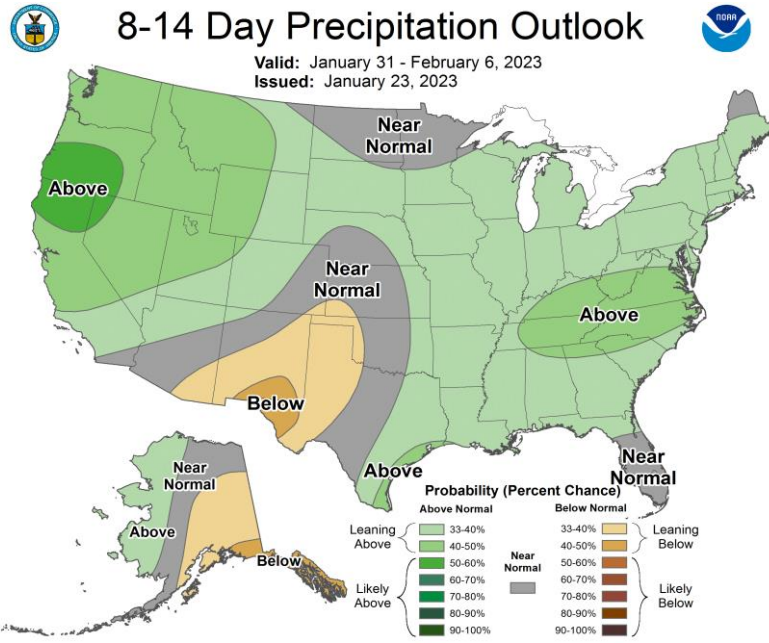 8-14 Day Precipitation Outlook
NOAA
Valid: January 31 - February 6, 2023
Issued: January 23, 2023
Near
Normal
Above
Near
Normal
Above
Below
Near
Normal
Above
Near
Normal
Above
Below
Probability (Percent Chance)
Above Normal
Below Normal
Leaning
Above
33-40%
40-50%
Likely
Above
50-60%
60-70%
70-80%
80-90%
90-100%
Near
Normal
33-40%
40-50%
Leaning
Below
50-60%
60-70%
70-80%
80-90%
90-100%
Likely
Below